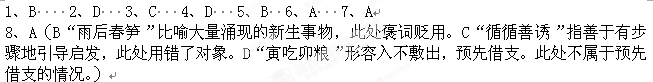 1、B····2、D···3、C····4、D···5、B··6、A···7、A
8、A（B“雨后春笋”比喻大量涌现的新生事物，此处褒词贬用。C“循循善诱”指善于有步
骤地引导启发，此处用错了对象。D“寅吃卯粮”形容入不敷出，预先借支。此处不属于预先
借支的情况。）